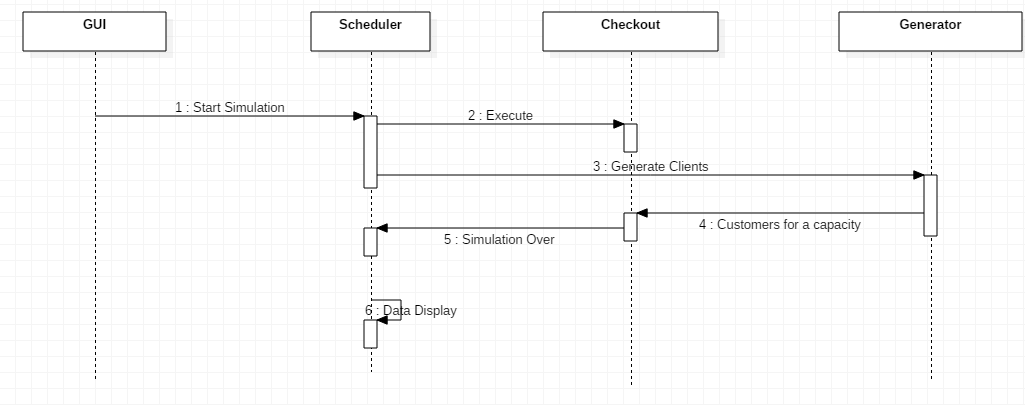 GUI
Scheduler
Checkout
Generator
1 : Start Simulation
2 : Execute
3 : Generate Clients
4 : Customers for a capacity
5 : Simulation Over
6 : Data Display